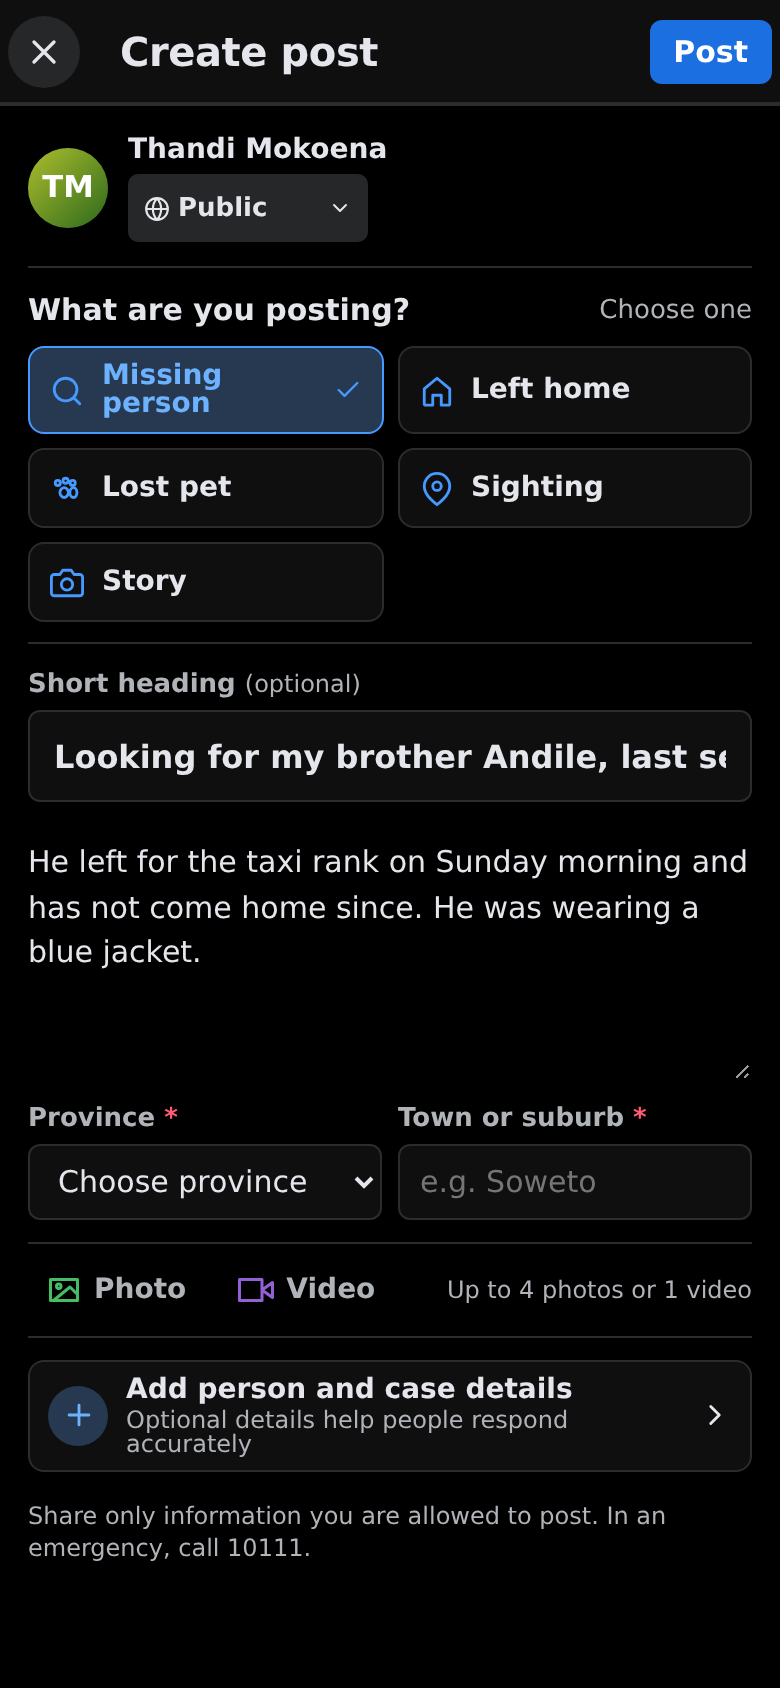 Create post
Post
TM
Thandi Mokoena
Public
What are you posting?
Choose one
Missing
person
Left home
Lost pet
Sighting
Story
Short heading (optional)
Looking for my brother Andile, last se
He left for the taxi rank on Sunday morning and
has not come home since. He was wearing a
blue jacket.
Province *
Town or suburb *
Choose province
e.g. Soweto
Photo
Video
Up to 4 photos or 1 video
Add person and case details
Optional details help people respond
accurately
Share only information you are allowed to post. In an
emergency, call 10111.